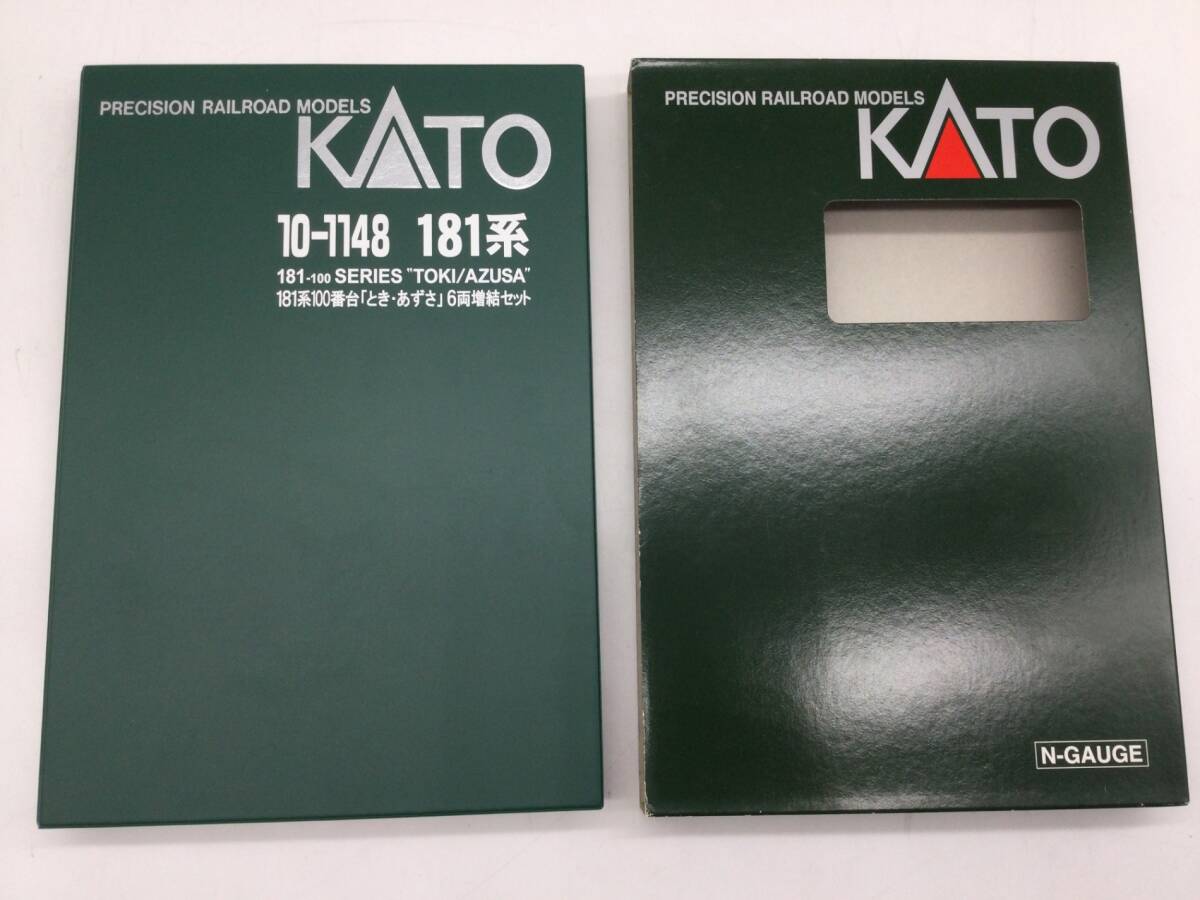 PRECISION RAILROAD MODELS
KATO
10-1148 181系
181-100 SERIES "TOKI/AZUSA"
181系100番台「とき・あずさ」6両増結セット
PRECISION RAILROAD MODELS
KATO
N-GAUGE